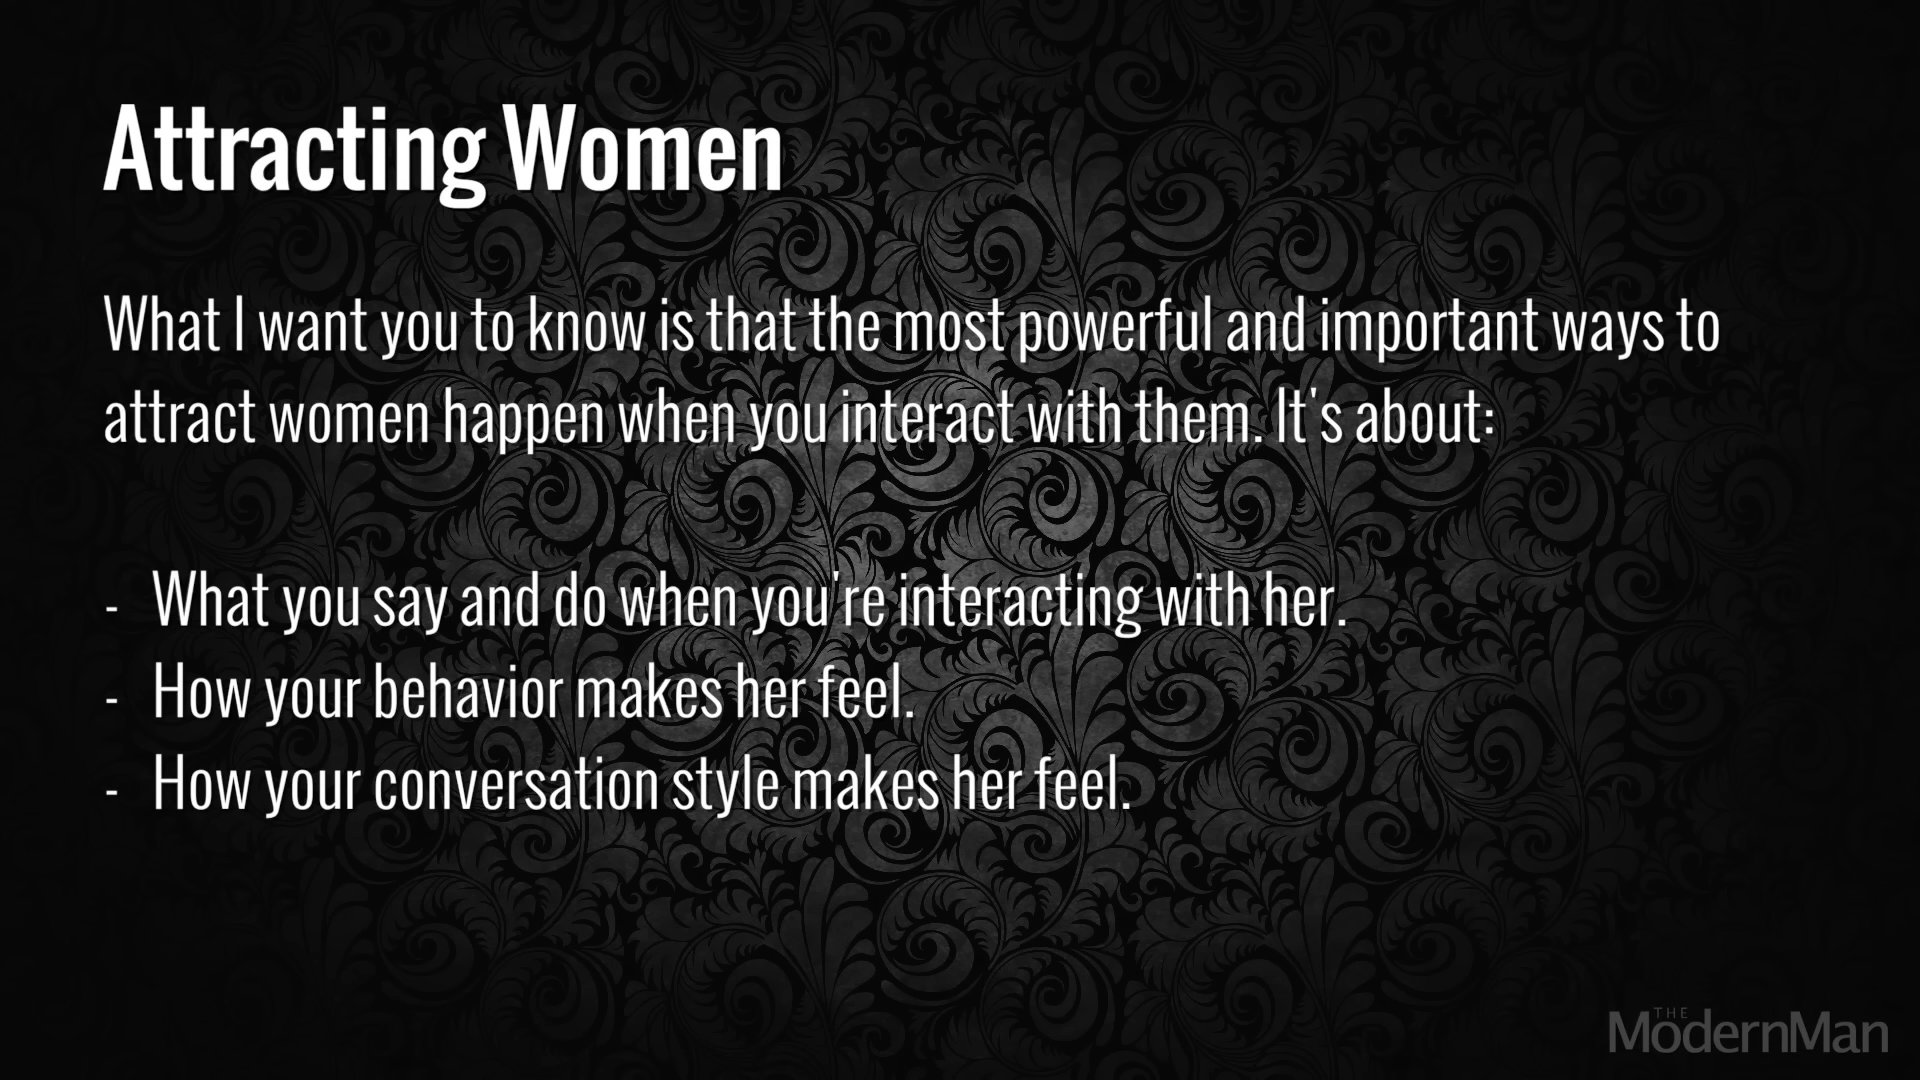 Attracting Women
What I want you to know is that the most powerful and important ways to
attract women happen when you interact with them. It's about:
- What you say and do when you're interacting with her.
- How your behavior makes her feel.
- How your conversation style makes her feel.
THE
ModernMan